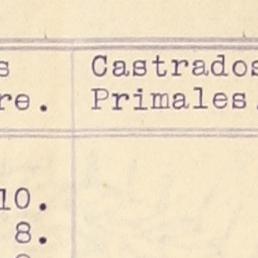 s Castrados
re. Primales.
10.
8.